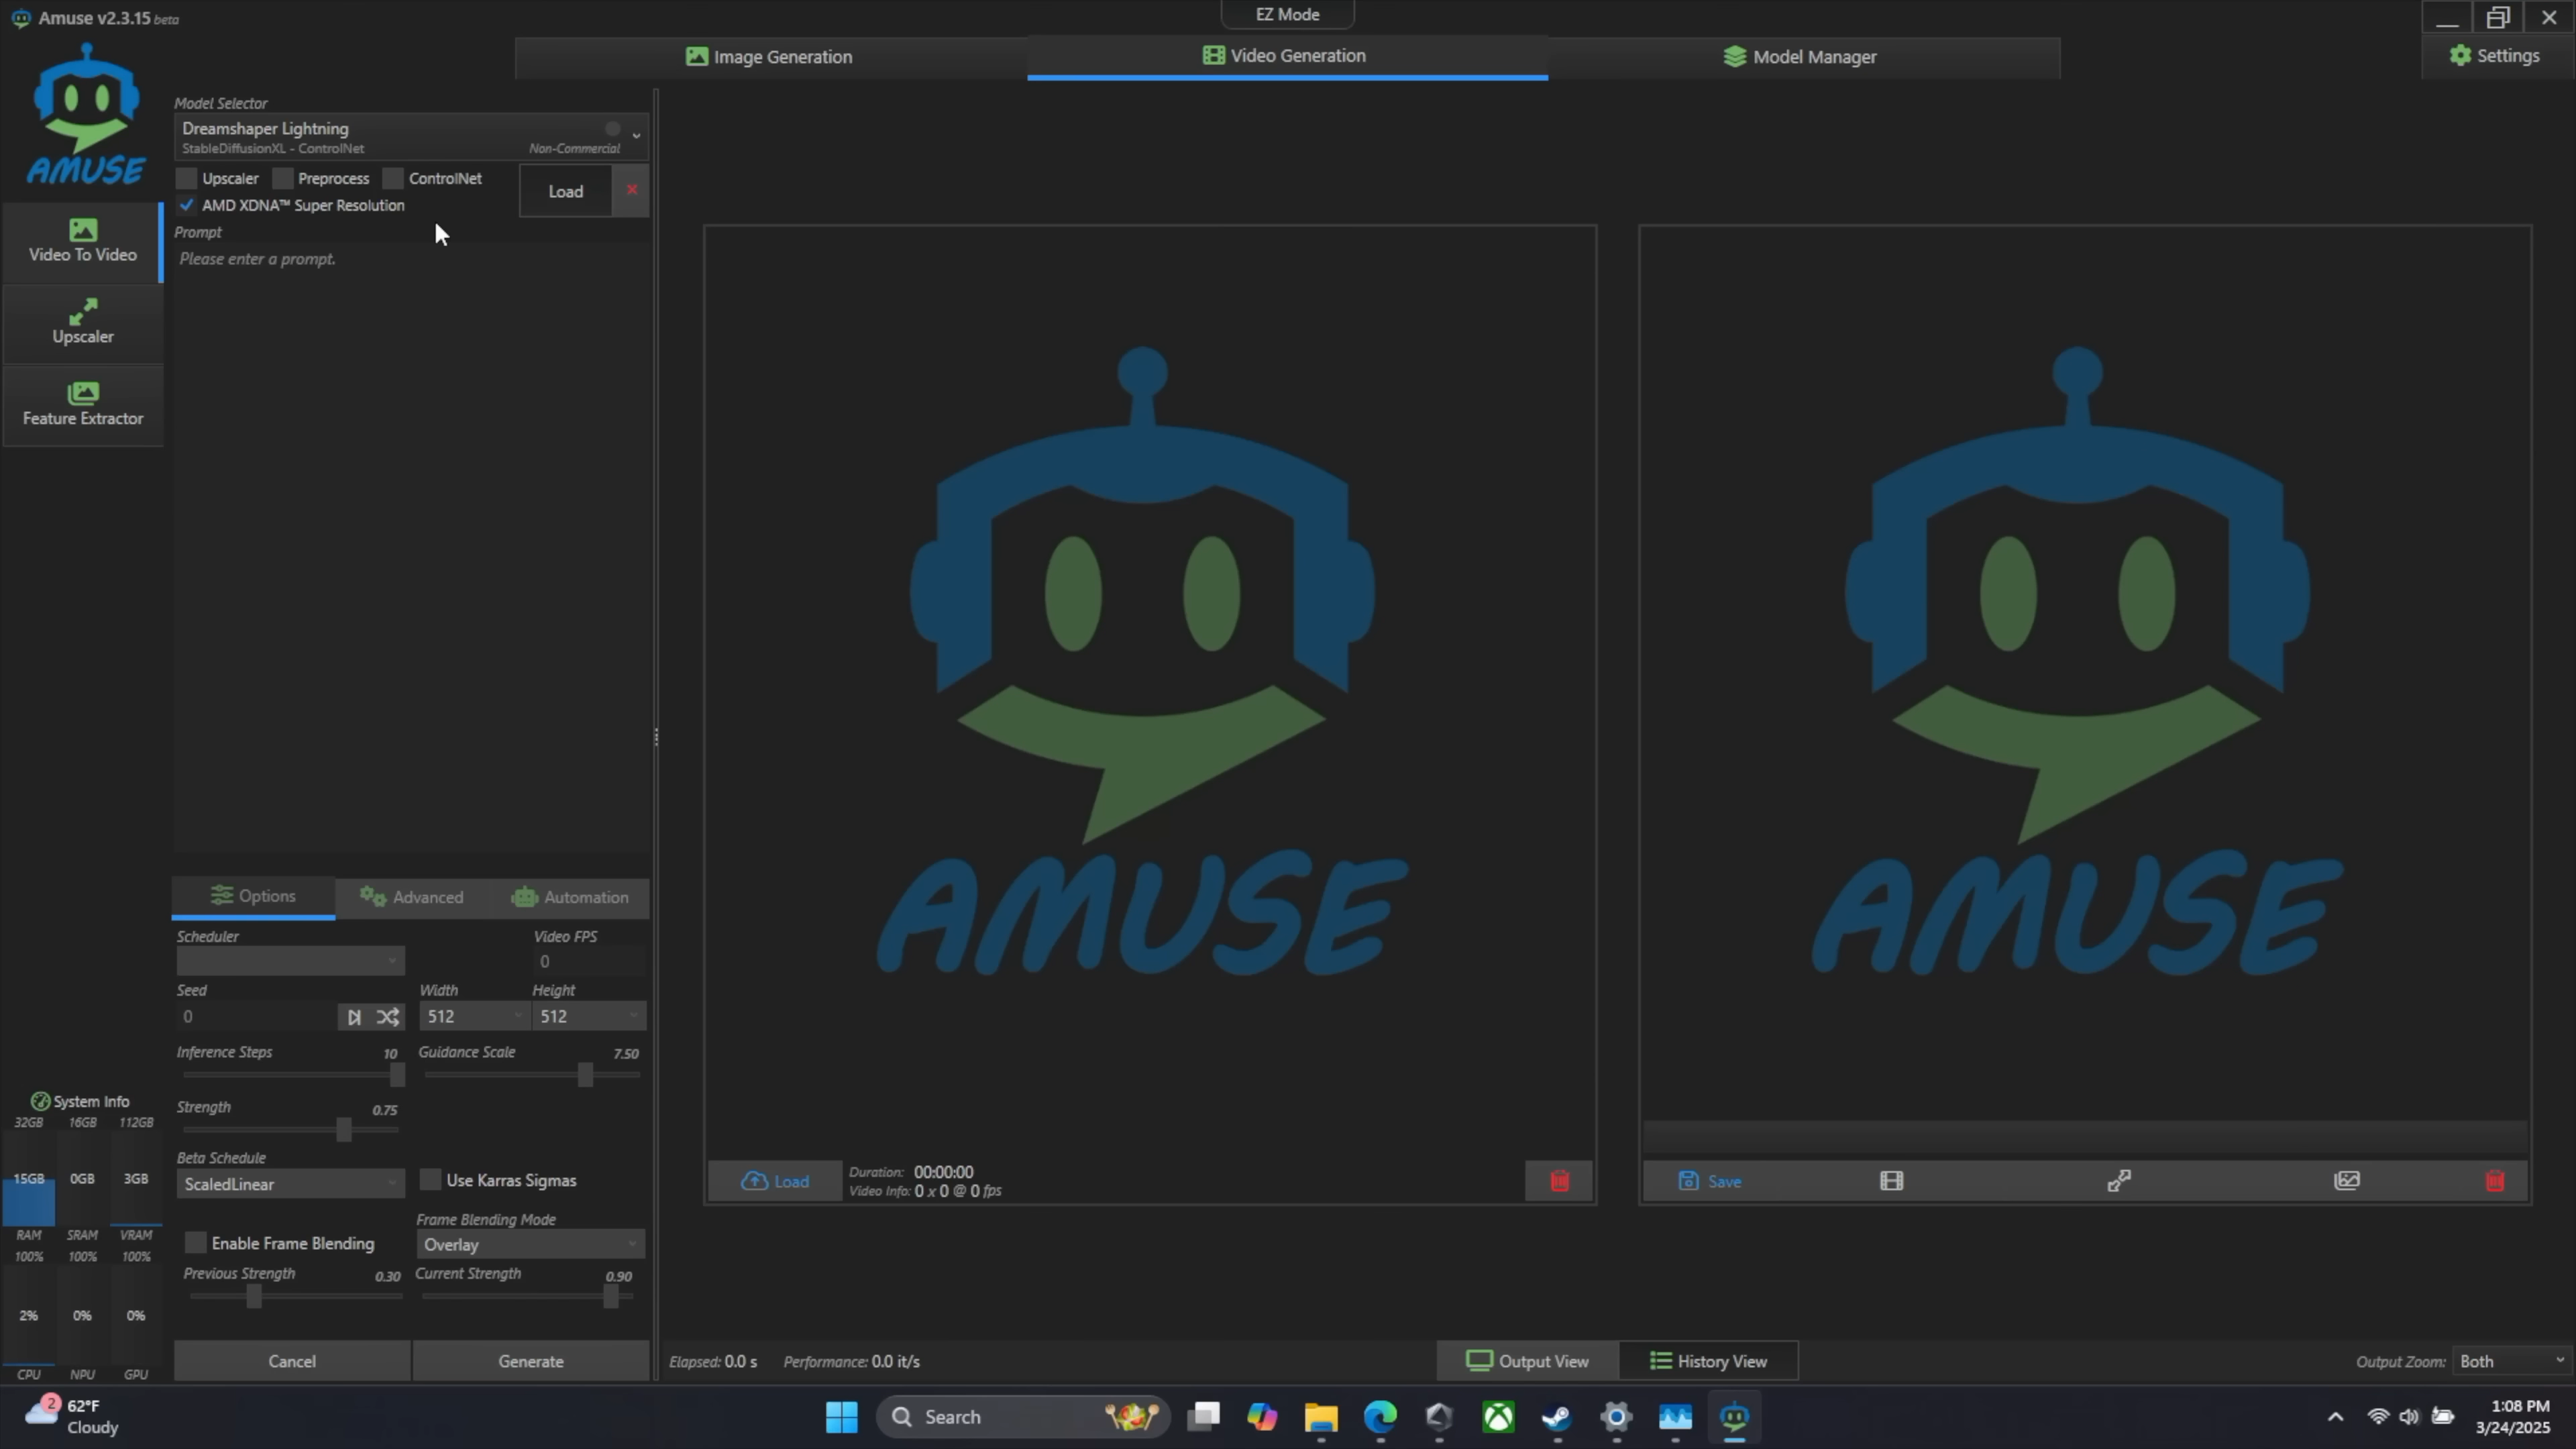 Amuse v2.3.15 beta
EZ Mode
Image Generation
Video Generation
Model Manager
Settings
AMUSE
Model Selector
Dreamshaper Lightning
StableDiffusionXL - ControlNet
Non-Commercial
Upscaler
Preprocess
ControlNet
Load
AMD XDNA™ Super Resolution
Prompt
Please enter a prompt.
Video To Video
Upscaler
Feature Extractor
AMUSE
AMUSE
Options
Advanced
Automation
Scheduler
Video FPS
0
Seed
Width
Height
0
512
512
Inference Steps 10
Guidance Scale 7.50
Strength 0.75
Beta Schedule
ScaledLinear
Use Karras Sigmas
Enable Frame Blending
Frame Blending Mode
Overlay
Previous Strength 0.30
Current Strength 0.90
Cancel
Generate
System Info
32GB 16GB 112GB
15GB 0GB 3GB
RAM SRAM VRAM
100% 100% 100%
2% 0% 0%
CPU NPU GPU
Load
Duration: 00:00:00
Video Info: 0 x 0 @ 0 fps
Save
Elapsed: 0.0 s
Performance: 0.0 it/s
Output View
History View
Output Zoom: Both
2
62°F
Cloudy
Search
1:08 PM
3/24/2025